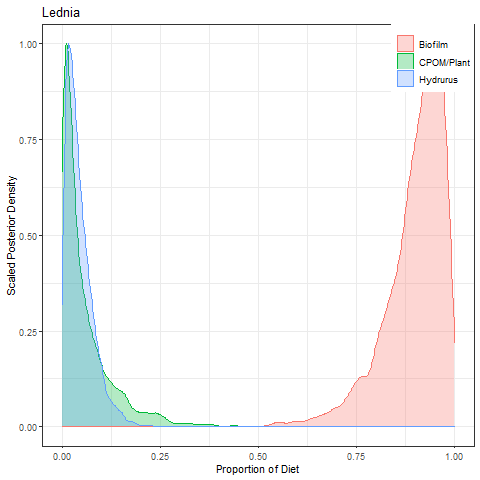 Lednia
Biofilm
CPOM/Plant
Hydrurus
1.00
0.75
0.50
0.25
0.00
Scaled Posterior Density
0.00 0.25 0.50 0.75 1.00
Proportion of Diet